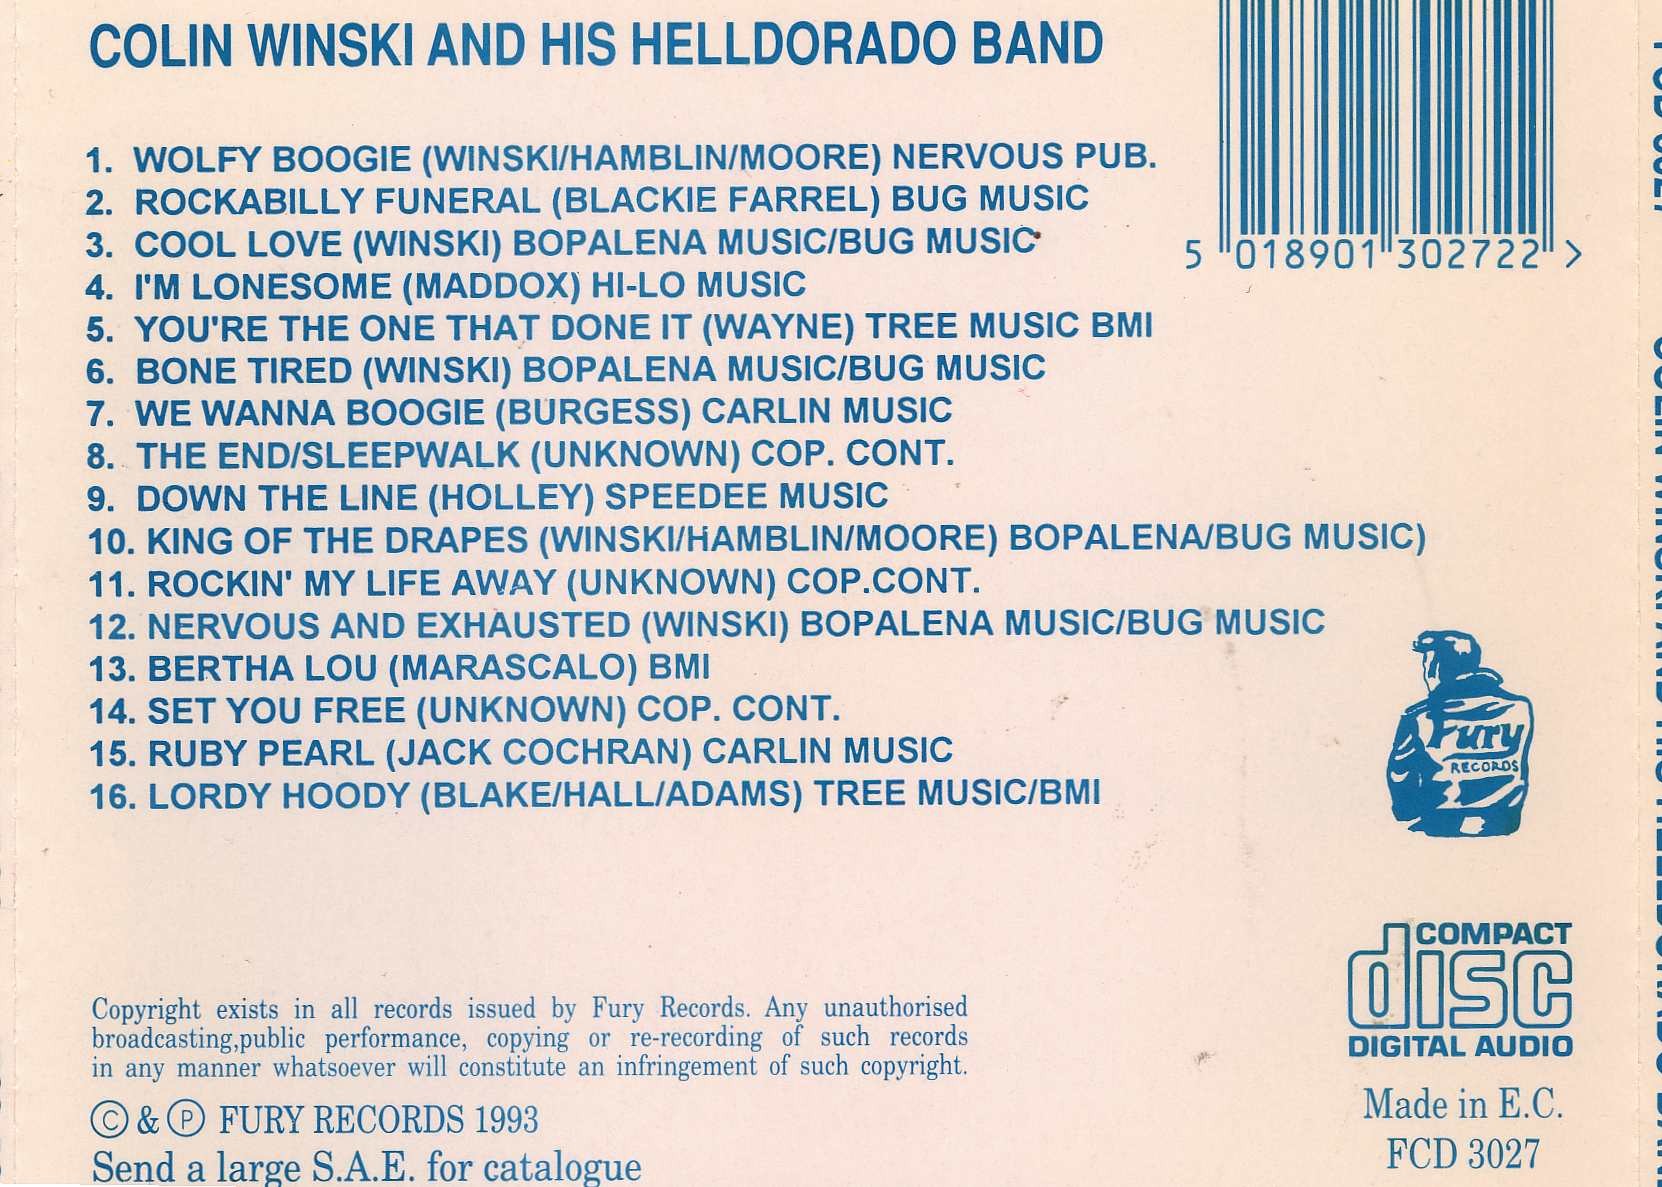 COLIN WINSKI AND HIS HELLDORADO BAND
1. WOLFY BOOGIE (WINSKI/HAMBLIN/MOORE) NERVOUS PUB.
2. ROCKABILLY FUNERAL (BLACKIE FARREL) BUG MUSIC
3. COOL LOVE (WINSKI) BOPALENA MUSIC/BUG MUSIC
4. I'M LONESOME (MADDOX) HI-LO MUSIC
5. YOU'RE THE ONE THAT DONE IT (WAYNE) TREE MUSIC BMI
6. BONE TIRED (WINSKI) BOPALENA MUSIC/BUG MUSIC
7. WE WANNA BOOGIE (BURGESS) CARLIN MUSIC
8. THE END/SLEEPWALK (UNKNOWN) COP. CONT.
9. DOWN THE LINE (HOLLEY) SPEEDEE MUSIC
10. KING OF THE DRAPES (WINSKI/HAMBLIN/MOORE) BOPALENA/BUG MUSIC)
11. ROCKIN' MY LIFE AWAY (UNKNOWN) COP.CONT.
12. NERVOUS AND EXHAUSTED (WINSKI) BOPALENA MUSIC/BUG MUSIC
13. BERTHA LOU (MARASCALO) BMI
14. SET YOU FREE (UNKNOWN) COP. CONT.
15. RUBY PEARL (JACK COCHRAN) CARLIN MUSIC
16. LORDY HOODY (BLAKE/HALL/ADAMS) TREE MUSIC/BMI
5 018901 302722 >
Fury
RECORDS
COMPACT
disc
DIGITAL AUDIO
Made in E.C.
FCD 3027
Copyright exists in all records issued by Fury Records. Any unauthorised
broadcasting,public performance, copying or re-recording of such records
in any manner whatsoever will constitute an infringement of such copyright.
Ⓒ & Ⓟ FURY RECORDS 1993
Send a large S.A.E. for catalogue